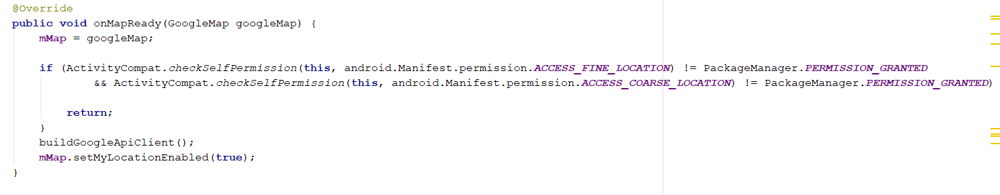 @Override
public void onMapReady(GoogleMap googleMap) {
    mMap = googleMap;

    if (ActivityCompat.checkSelfPermission(this, android.Manifest.permission.ACCESS_FINE_LOCATION) != PackageManager.PERMISSION_GRANTED
            && ActivityCompat.checkSelfPermission(this, android.Manifest.permission.ACCESS_COARSE_LOCATION) != PackageManager.PERMISSION_GRANTED)

        return;
    }
    buildGoogleApiClient();
    mMap.setMyLocationEnabled(true);
}